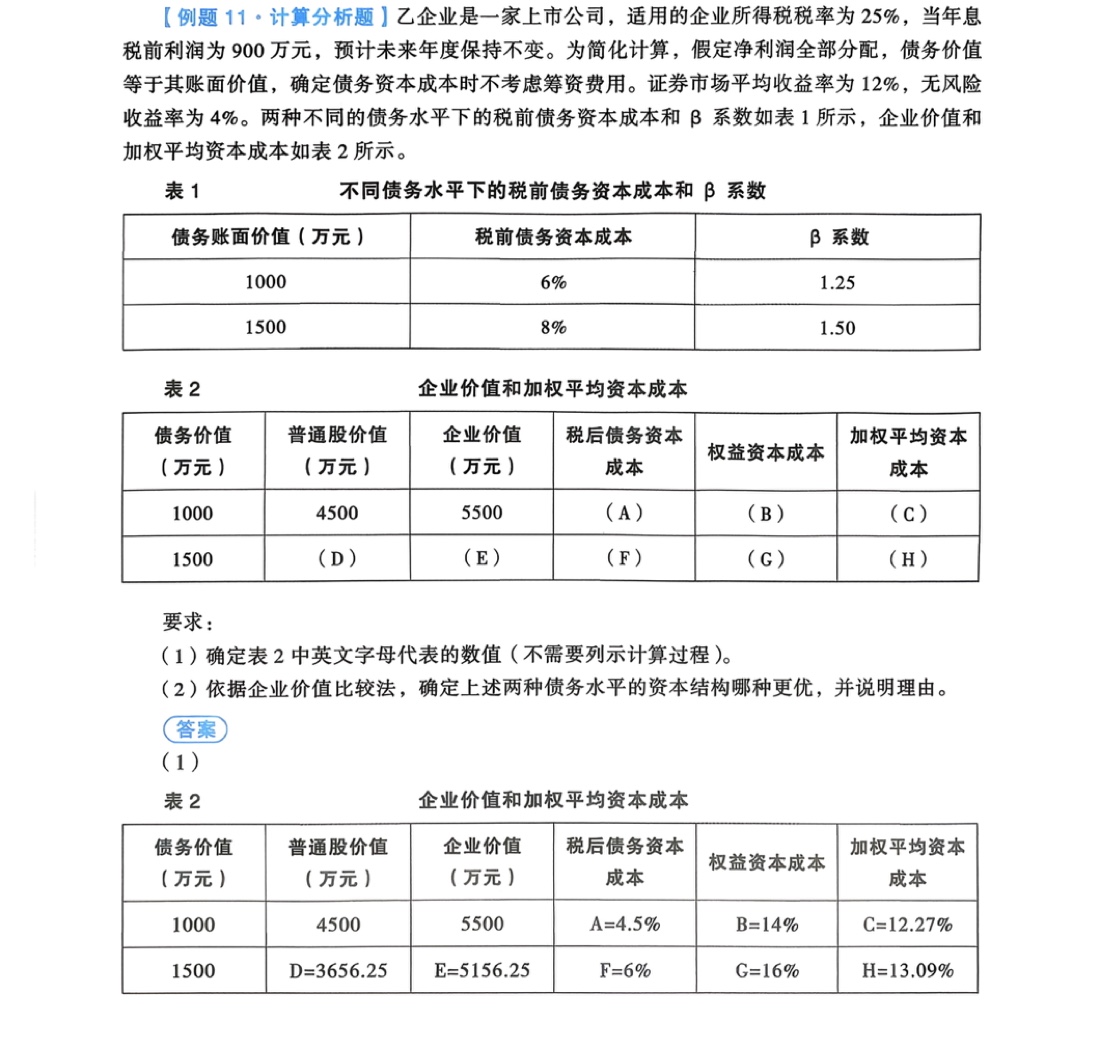 【例题 11·计算分析题】乙企业是一家上市公司，适用的企业所得税税率为 25%，当年息
税前利润为 900 万元，预计未来年度保持不变。为简化计算，假定净利润全部分配，债务价值
等于其账面价值，确定债务资本成本时不考虑筹资费用。证券市场平均收益率为 12%，无风险
收益率为 4%。两种不同的债务水平下的税前债务资本成本和 β 系数如表 1 所示，企业价值和
加权平均资本成本如表 2 所示。
表 1 不同债务水平下的税前债务资本成本和 β 系数
债务账面价值（万元） 税前债务资本成本 β 系数
1000 6% 1.25
1500 8% 1.50
表 2 企业价值和加权平均资本成本
债务价值（万元） 普通股价值（万元） 企业价值（万元） 税后债务资本成本 权益资本成本 加权平均资本成本
1000 4500 5500 （A） （B） （C）
1500 （D） （E） （F） （G） （H）
要求：
（1）确定表 2 中英文字母代表的数值（不需要列示计算过程）。
（2）依据企业价值比较法，确定上述两种债务水平的资本结构哪种更优，并说明理由。
答案
（1）
表 2 企业价值和加权平均资本成本
债务价值（万元） 普通股价值（万元） 企业价值（万元） 税后债务资本成本 权益资本成本 加权平均资本成本
1000 4500 5500 A=4.5% B=14% C=12.27%
1500 D=3656.25 E=5156.25 F=6% G=16% H=13.09%